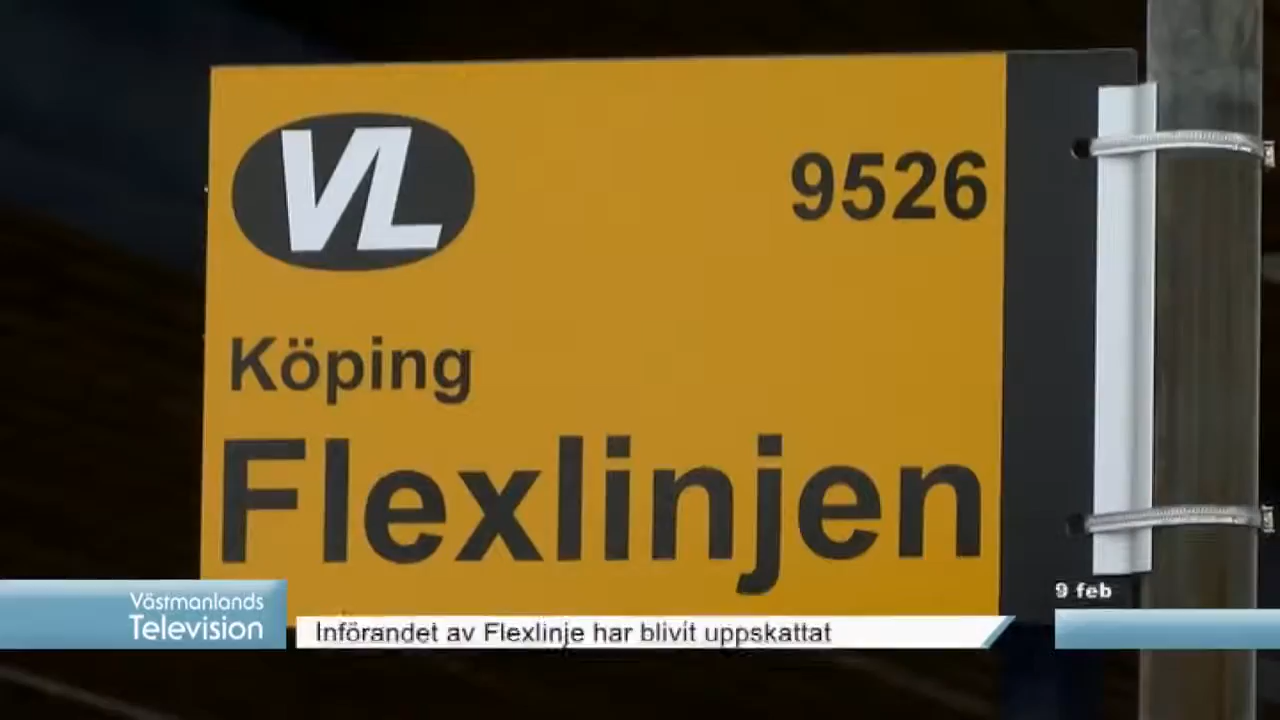 VL
9526
Köping
Flexlinjen
9 feb
Västmanlands
Television
Införandet av Flexlinje har blivit uppskattat